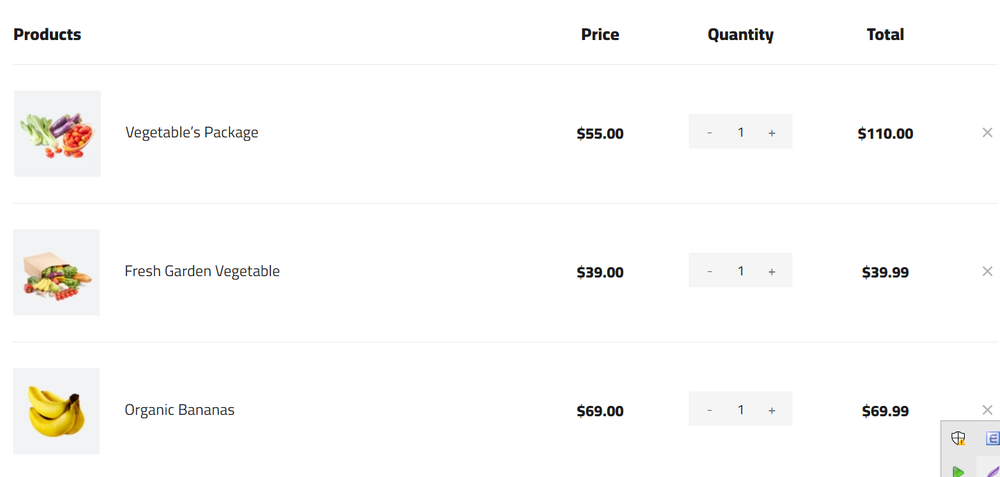 Products Price Quantity Total
Vegetable’s Package $55.00 - 1 + $110.00
Fresh Garden Vegetable $39.00 - 1 + $39.99
Organic Bananas $69.00 - 1 + $69.99